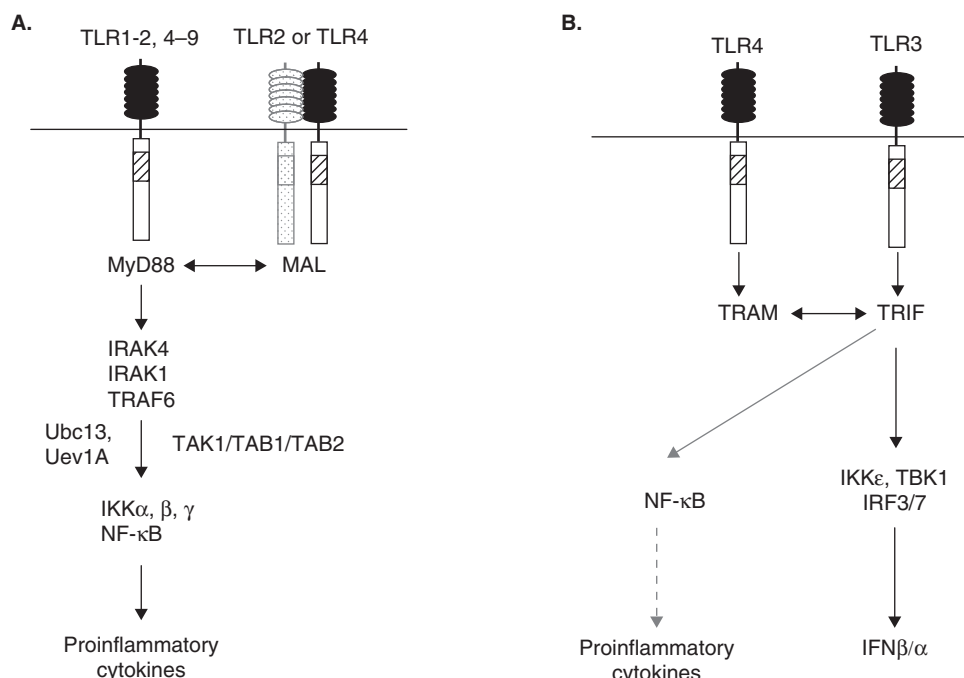 A.
TLR1-2, 4–9
TLR2 or TLR4
MyD88
MAL
IRAK4
IRAK1
TRAF6
Ubc13,
Uev1A
TAK1/TAB1/TAB2
IKKα, β, γ
NF-κB
Proinflammatory
cytokines
B.
TLR4
TLR3
TRAM
TRIF
NF-κB
IKKε, TBK1
IRF3/7
Proinflammatory
cytokines
IFNβ/α